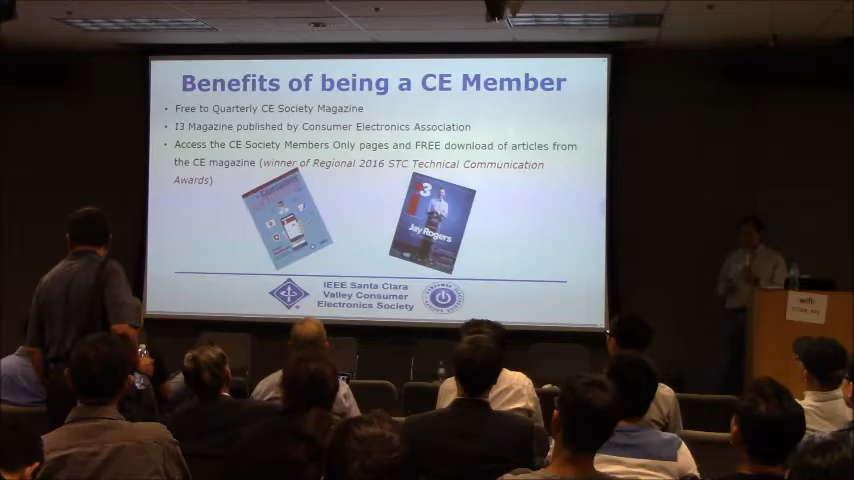 Benefits of being a CE Member
• Free to Quarterly CE Society Magazine
• I3 Magazine published by Consumer Electronics Association
• Access the CE Society Members Only pages and FREE download of articles from
the CE magazine (winner of Regional 2016 STC Technical Communication
Awards)
i3
Jay Rogers
IEEE Santa Clara
Valley Consumer
Electronics Society
wifi: